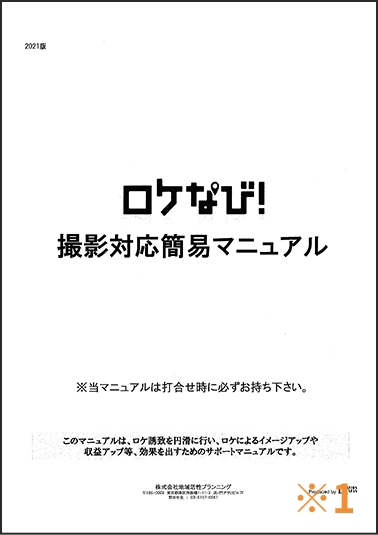 2021版
ロケなび!
撮影対応簡易マニュアル
※当マニュアルは打合せ時に必ずお持ち下さい。
このマニュアルは、ロケ誘致を円滑に行い、ロケによるイメージアップや
収益アップ等、効果を出すためのサポートマニュアルです。
株式会社地域活性プランニング
※1
Produced by